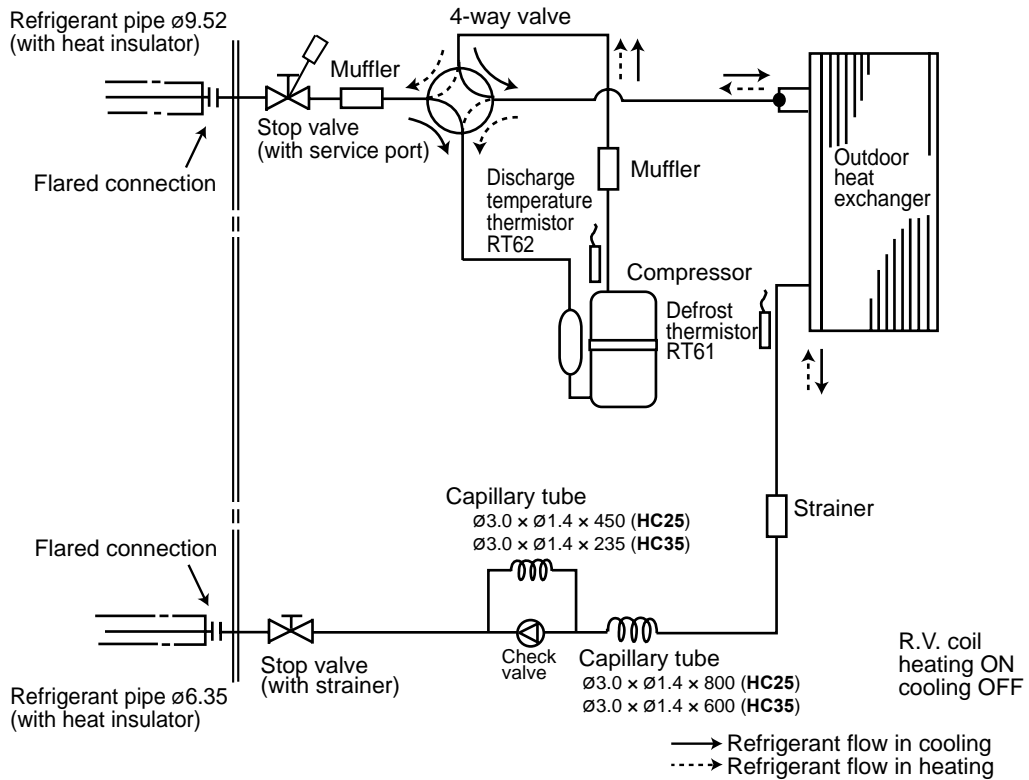 Refrigerant pipe ø9.52
(with heat insulator)
4-way valve
Muffler
Stop valve
(with service port)
Flared connection
Discharge
temperature
thermistor
RT62
Muffler
Outdoor
heat
exchanger
Compressor
Defrost
thermistor
RT61
Capillary tube
Ø3.0 × Ø1.4 × 450 (HC25)
Ø3.0 × Ø1.4 × 235 (HC35)
Strainer
Flared connection
Stop valve
(with strainer)
Check
valve
Capillary tube
Ø3.0 × Ø1.4 × 800 (HC25)
Ø3.0 × Ø1.4 × 600 (HC35)
R.V. coil
heating ON
cooling OFF
Refrigerant pipe ø6.35
(with heat insulator)
Refrigerant flow in cooling
Refrigerant flow in heating